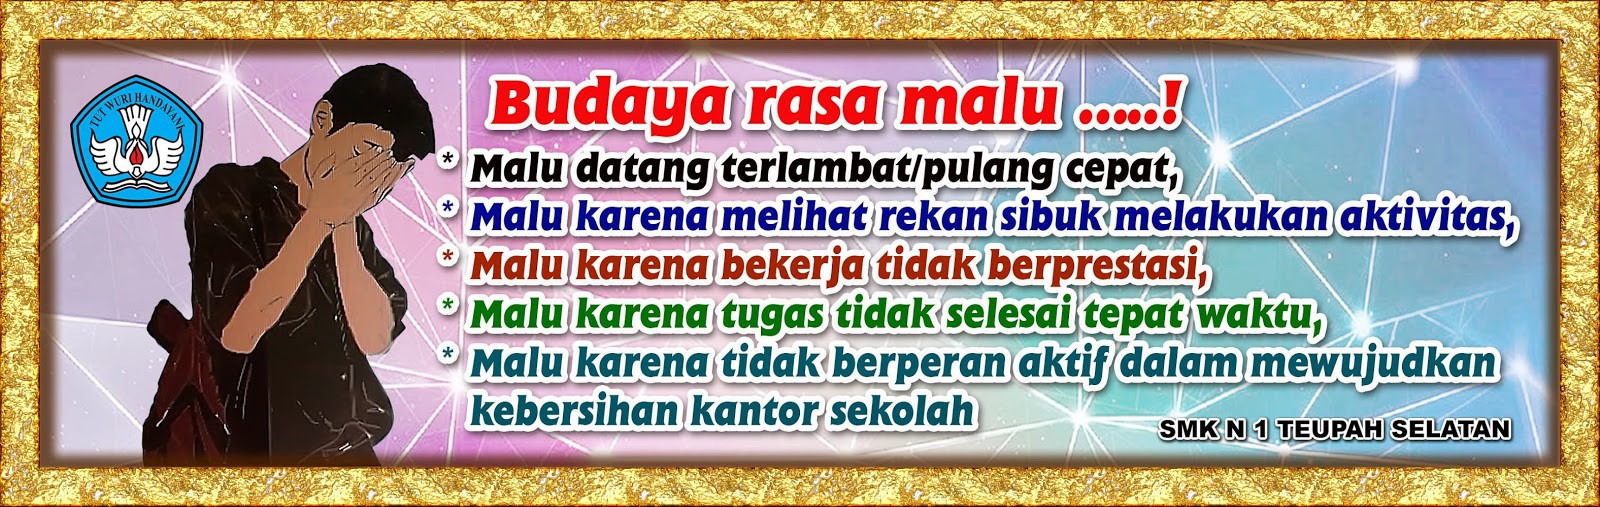 TUT WURI HANDAYANI
Budaya rasa malu .....!
* Malu datang terlambat/pulang cepat,
* Malu karena melihat rekan sibuk melakukan aktivitas,
* Malu karena bekerja tidak berprestasi,
* Malu karena tugas tidak selesai tepat waktu,
* Malu karena tidak berperan aktif dalam mewujudkan
kebersihan kantor sekolah
SMK N 1 TEUPAH SELATAN